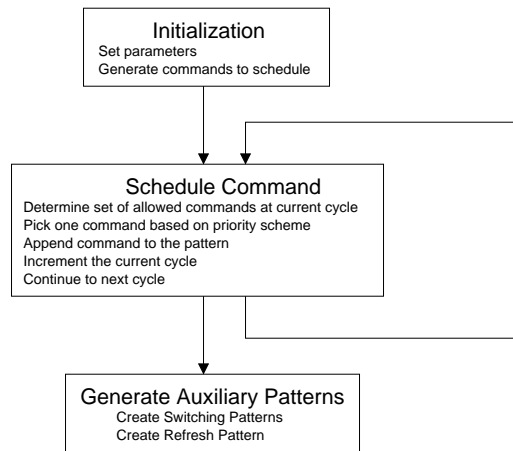 Initialization
Set parameters
Generate commands to schedule
Schedule Command
Determine set of allowed commands at current cycle
Pick one command based on priority scheme
Append command to the pattern
Increment the current cycle
Continue to next cycle
Generate Auxiliary Patterns
Create Switching Patterns
Create Refresh Pattern